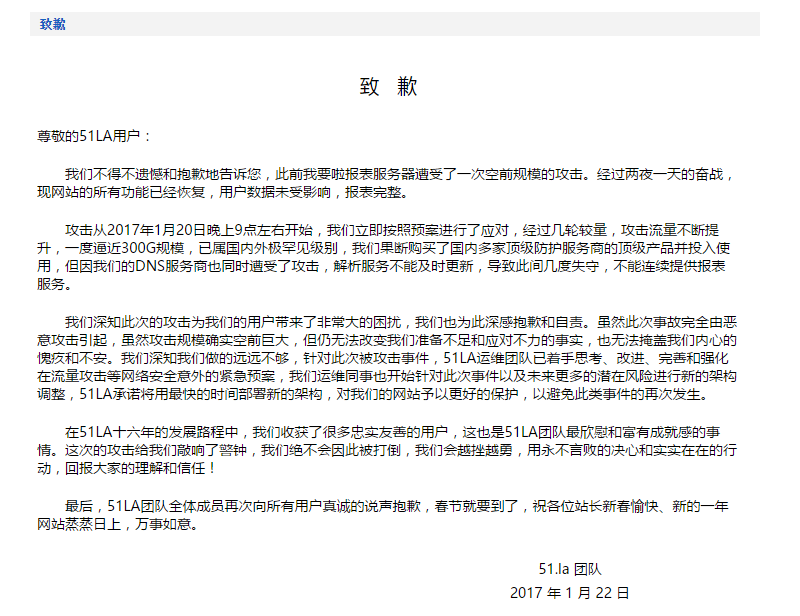 致歉
致 歉
尊敬的51LA用户：
我们不得不遗憾和抱歉地告诉您，此前我要啦报表服务器遭受了一次空前规模的攻击。经过两夜一天的奋战，
现网站的所有功能已经恢复，用户数据未受影响，报表完整。
攻击从2017年1月20日晚上9点左右开始，我们立即按照预案进行了应对，经过几轮较量，攻击流量不断提
升，一度逼近300G规模，已属国内外极罕见级别，我们果断购买了国内多家顶级防护服务商的顶级产品并投入使
用，但因我们的DNS服务商也同时遭受了攻击，解析服务不能及时更新，导致此间几度失守，不能连续提供报表
服务。
我们深知此次的攻击为我们的用户带来了非常大的困扰，我们也为此深感抱歉和自责。虽然此次事故完全由恶
意攻击引起，虽然攻击规模确实空前巨大，但仍无法改变我们准备不足和应对不力的事实，也无法掩盖我们内心的
愧疚和不安。我们深知我们做的远远不够，针对此次被攻击事件，51LA运维团队已着手思考、改进、完善和强化
在流量攻击等网络安全意外的紧急预案，我们运维同事也开始针对此次事件以及未来更多的潜在风险进行新的架构
调整，51LA承诺将用最快的时间部署新的架构，对我们的网站予以更好的保护，以避免此类事件的再次发生。
在51LA十六年的发展路程中，我们收获了很多忠实友善的用户，这也是51LA团队最欣慰和富有成就感的事
情。这次的攻击给我们敲响了警钟，我们绝不会因此被打倒，我们会越挫越勇，用永不言败的决心和实实在在的行
动，回报大家的理解和信任！
最后，51LA团队全体成员再次向所有用户真诚的说声抱歉，春节就要到了，祝各位站长新春愉快、新的一年
网站蒸蒸日上，万事如意。
51.la 团队
2017 年 1 月 22 日